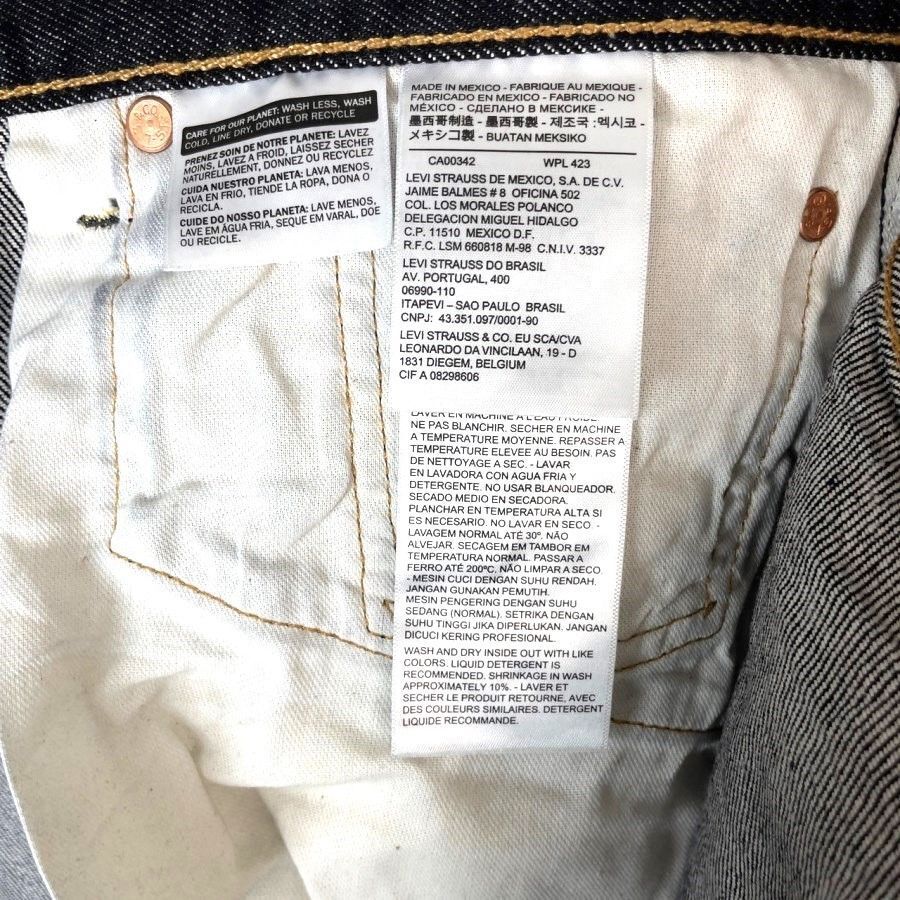 CARE FOR OUR PLANET: WASH LESS, WASH
COLD, LINE DRY, DONATE OR RECYCLE
PRENEZ SOIN DE NOTRE PLANETE: LAVEZ
MOINS, LAVEZ A FROID, LAISSEZ SECHER
NATURELLEMENT, DONNEZ OU RECYCLEZ
CUIDA NUESTRO PLANETA: LAVA MENOS,
LAVA EN FRIO, TIENDE LA ROPA, DONA O
RECICLA.
CUIDE DO NOSSO PLANETA: LAVE MENOS,
LAVE EM ÁGUA FRIA, SEQUE EM VARAL, DOE
OU RECICLE.
MADE IN MEXICO - FABRIQUE AU MEXIQUE -
FABRICADO EN MEXICO - FABRICADO NO
MÉXICO - СДЕЛАНО В МЕКСИКЕ -
墨西哥制造 - 墨西哥製 - 제조국 :멕시코 -
メキシコ製 - BUATAN MEKSIKO
CA00342 WPL 423
LEVI STRAUSS DE MEXICO, S.A. DE C.V.
JAIME BALMES # 8 OFICINA 502
COL. LOS MORALES POLANCO
DELEGACION MIGUEL HIDALGO
C.P. 11510 MEXICO D.F.
R.F.C. LSM 660818 M-98 C.N.I.V. 3337
LEVI STRAUSS DO BRASIL
AV. PORTUGAL, 400
06990-110
ITAPEVI – SAO PAULO BRASIL
CNPJ: 43.351.097/0001-90
LEVI STRAUSS & CO. EU SCA/CVA
LEONARDO DA VINCILAAN, 19 - D
1831 DIEGEM, BELGIUM
CIF A 08298606
LAVER EN MACHINE A L'EAU FROIDE.
NE PAS BLANCHIR. SECHER EN MACHINE
A TEMPERATURE MOYENNE. REPASSER A
TEMPERATURE ELEVEE AU BESOIN. PAS
DE NETTOYAGE A SEC. - LAVAR
EN LAVADORA CON AGUA FRIA Y
DETERGENTE. NO USAR BLANQUEADOR.
SECADO MEDIO EN SECADORA.
PLANCHAR EN TEMPERATURA ALTA SI
ES NECESARIO. NO LAVAR EN SECO. -
LAVAGEM NORMAL ATÉ 30º. NÃO
ALVEJAR. SECAGEM EM TAMBOR EM
TEMPERATURA NORMAL. PASSAR A
FERRO ATÉ 200ºC. NÃO LIMPAR A SECO.
- MESIN CUCI DENGAN SUHU RENDAH.
JANGAN GUNAKAN PEMUTIH.
MESIN PENGERING DENGAN SUHU
SEDANG (NORMAL). SETRIKA DENGAN
SUHU TINGGI JIKA DIPERLUKAN. JANGAN
DICUCI KERING PROFESIONAL.
WASH AND DRY INSIDE OUT WITH LIKE
COLORS. LIQUID DETERGENT IS
RECOMMENDED. SHRINKAGE IN WASH
APPROXIMATELY 10%. - LAVER ET
SECHER LE PRODUIT RETOURNE, AVEC
DES COULEURS SIMILAIRES. DETERGENT
LIQUIDE RECOMMANDE.